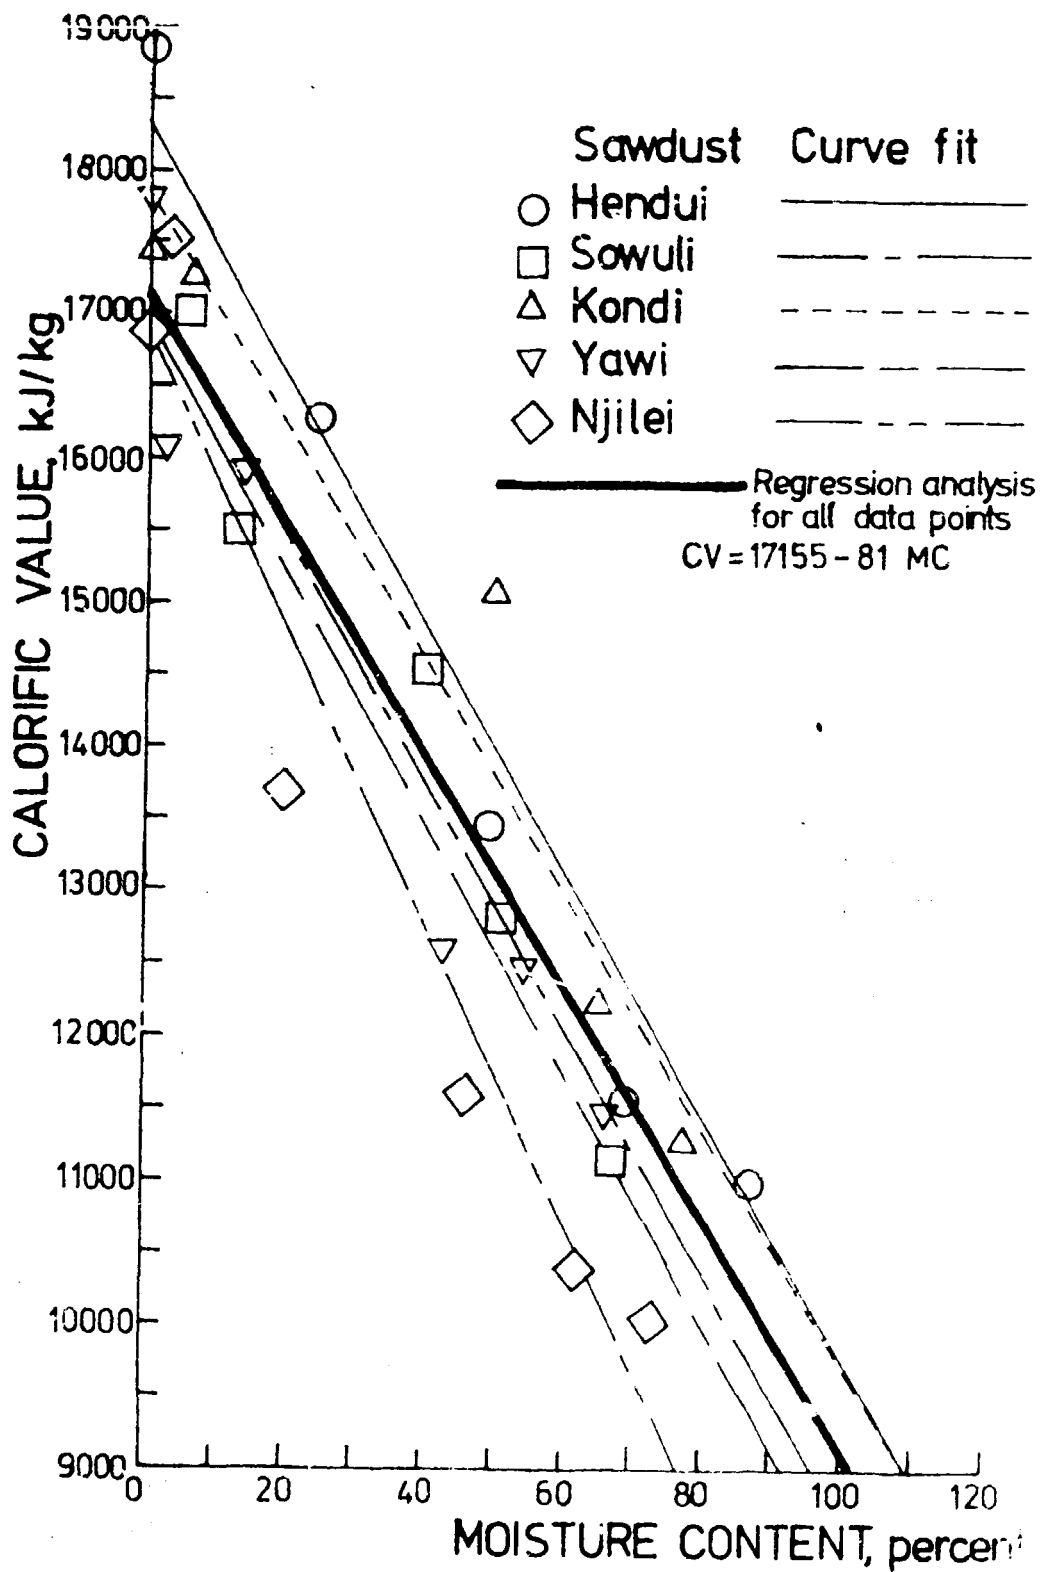 19000
18000
17000
16000
15000
14000
13000
12000
11000
10000
9000
CALORIFIC VALUE, kJ/kg
Sawdust Curve fit
Hendui
Sowuli
Kondi
Yawi
Njilei
Regression analysis
for all data points
CV = 17155 - 81 MC
0 20 40 60 80 100 120
MOISTURE CONTENT, percent